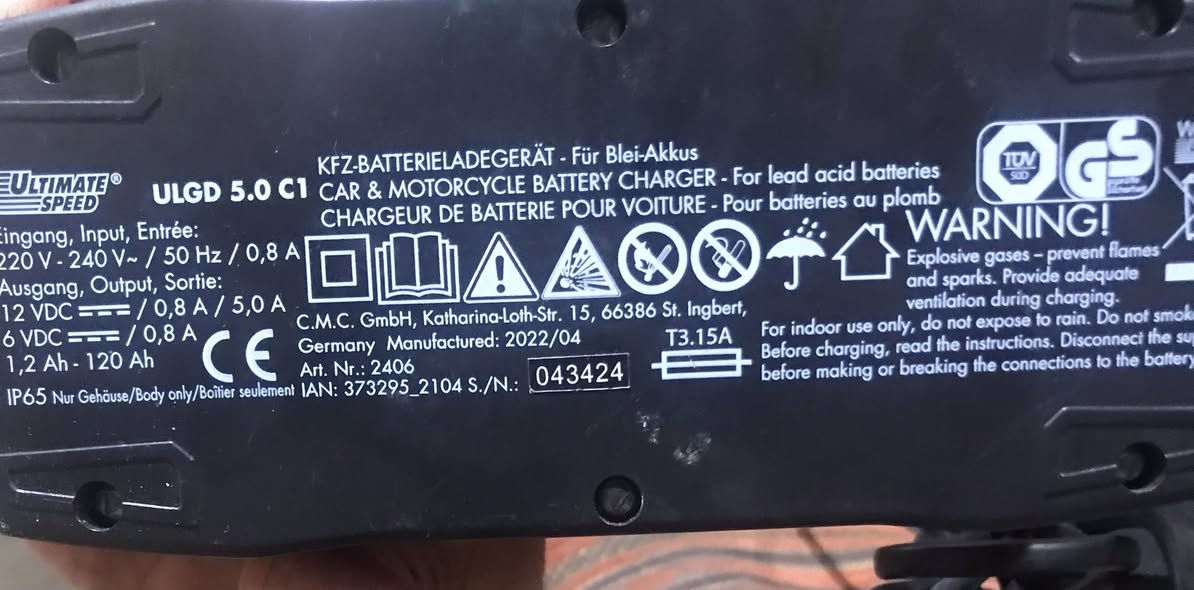 ULTIMATE SPEED®
ULGD 5.0 C1
Eingang, Input, Entrée:
220 V - 240 V~ / 50 Hz / 0,8 A
Ausgang, Output, Sortie:
12 VDC / 0,8 A / 5,0 A
6 VDC / 0,8 A
1,2 Ah - 120 Ah
IP65 Nur Gehäuse/Body only/Boîtier seulement
CE
KFZ-BATTERIELADEGERÄT - Für Blei-Akkus
CAR & MOTORCYCLE BATTERY CHARGER - For lead acid batteries
CHARGEUR DE BATTERIE POUR VOITURE - Pour batteries au plomb
C.M.C. GmbH, Katharina-Loth-Str. 15, 66386 St. Ingbert,
Germany Manufactured: 2022/04
Art. Nr.: 2406
IAN: 373295_2104 S./N.: 043424
T3.15A
TÜV
SÜD
GS
WARNING!
Explosive gases – prevent flames
and sparks. Provide adequate
ventilation during charging.
For indoor use only, do not expose to rain. Do not smok
Before charging, read the instructions. Disconnect the su
before making or breaking the connections to the battery